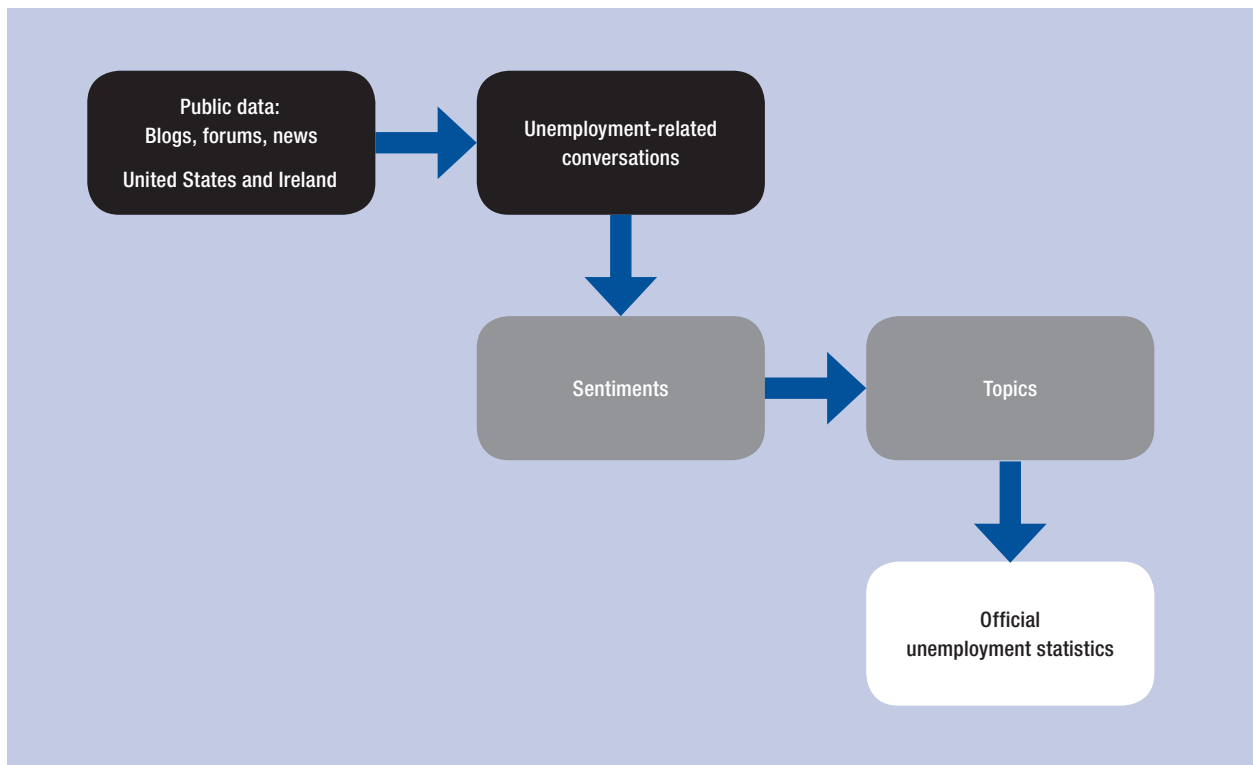 Public data:
Blogs, forums, news
United States and Ireland
Unemployment-related
conversations
Sentiments
Topics
Official
unemployment statistics